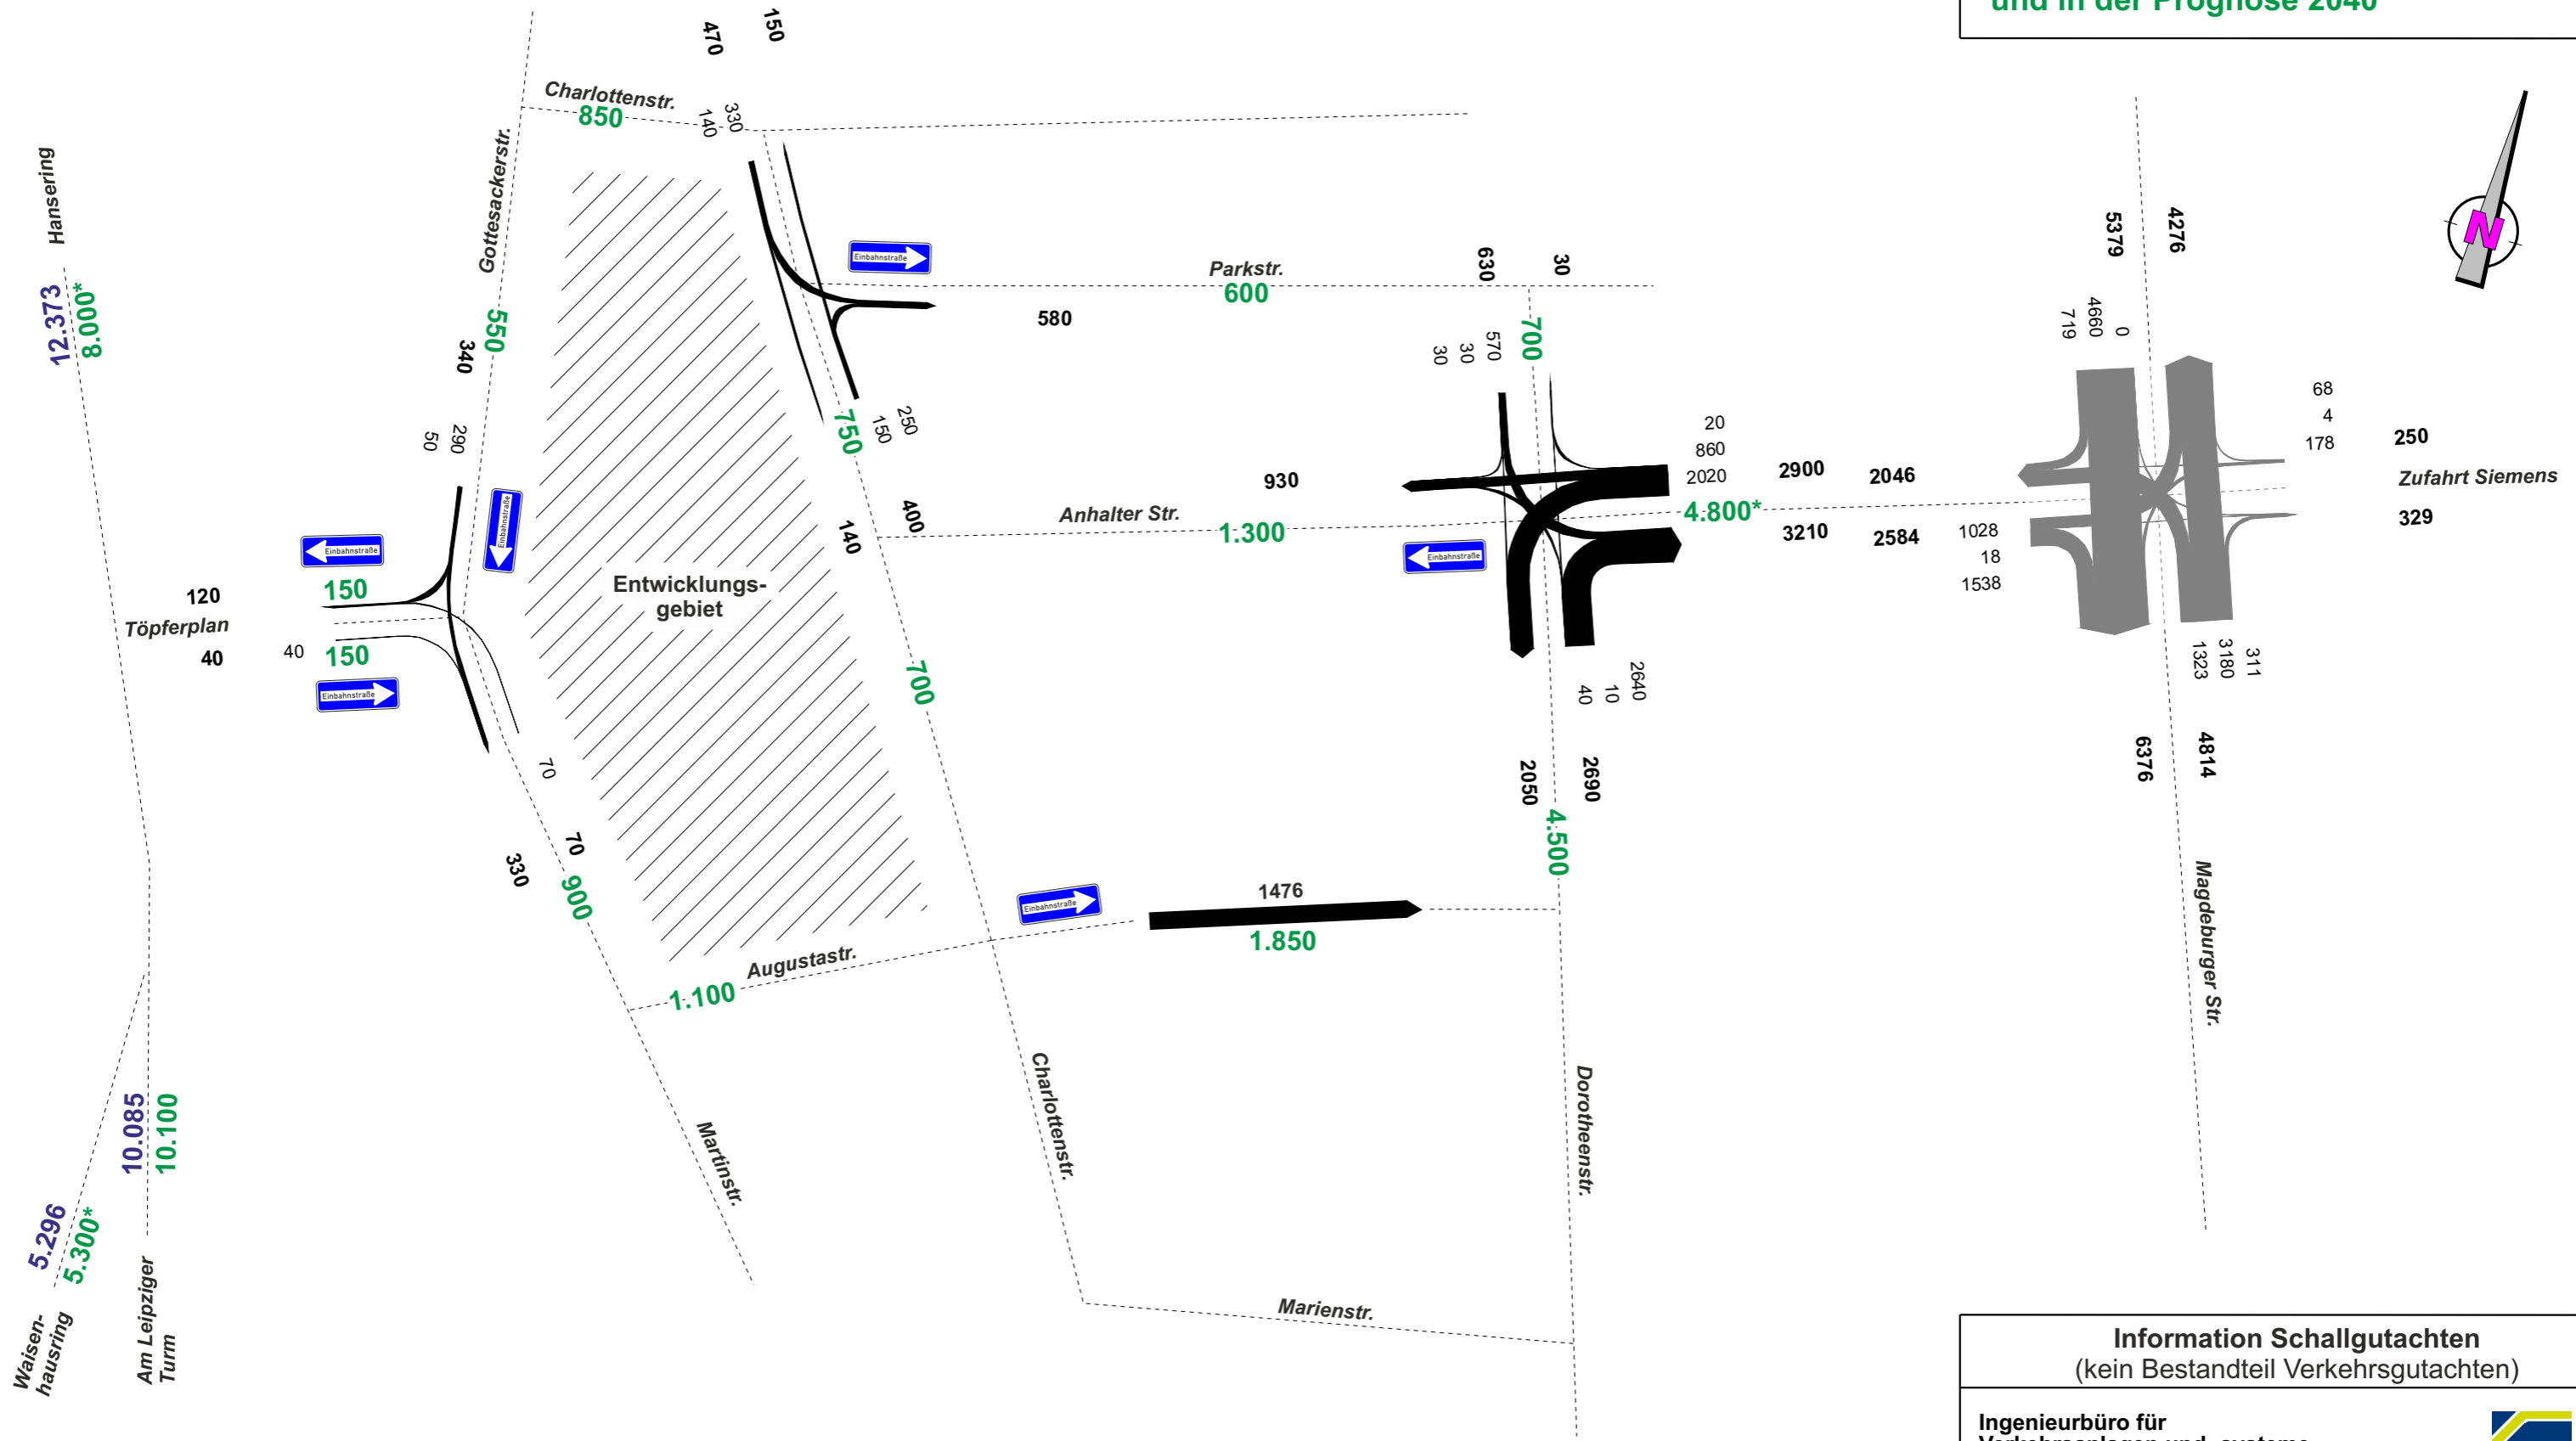 und in der Prognose 2040
470
150
Charlottenstr.
850
140
330
Hansering
12.373
8.000*
Gottesackerstr.
550
340
50
290
Einbahnstraße
Parkstr.
600
580
630
30
700
30
30
570
750
150
250
5379
4276
N
719
4660
0
68
4
178
250
Zufahrt Siemens
329
20
860
2020
2900
2046
4.800*
3210
2584
1028
18
1538
930
Anhalter Str.
1.300
Einbahnstraße
140
400
Einbahnstraße
Einbahnstraße
150
120
Töpferplan
40
40
150
Einbahnstraße
Entwicklungs-
gebiet
700
40
10
2640
1323
3180
311
2050
2690
4.500
6376
4814
70
70
330
900
Einbahnstraße
1476
1.850
Augustastr.
1.100
Magdeburger Str.
Martinstr.
Charlottenstr.
Dorotheenstr.
Marienstr.
10.085
10.100
5.296
5.300*
Waisen-
hausring
Am Leipziger
Turm
Information Schallgutachten
(kein Bestandteil Verkehrsgutachten)
Ingenieurbüro für